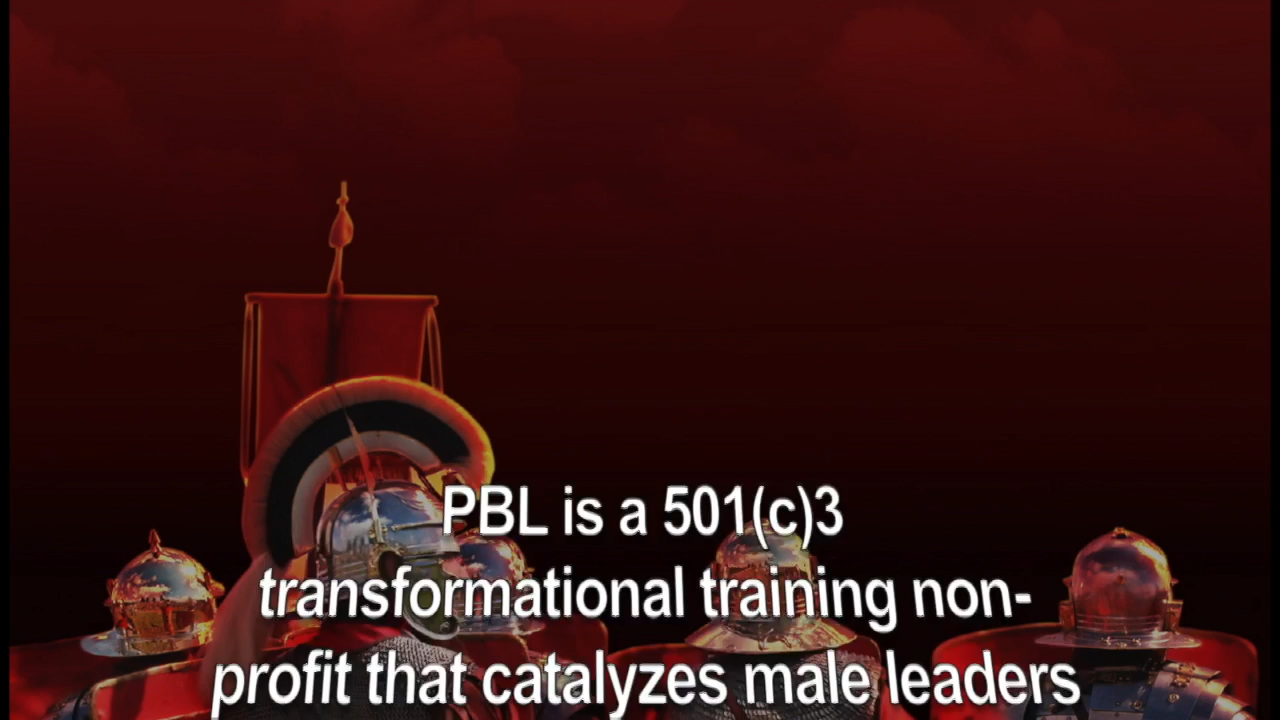 PBL is a 501(c)3
transformational training non-
profit that catalyzes male leaders